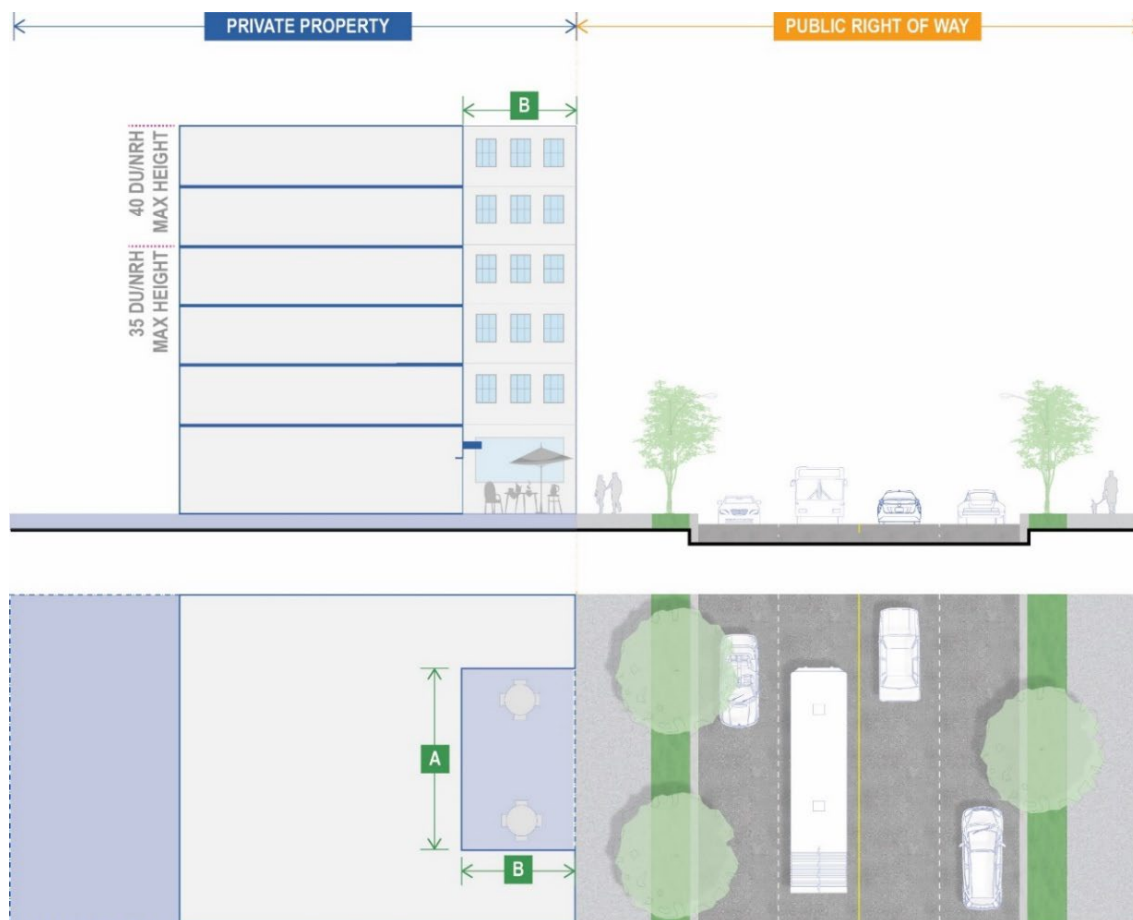 PRIVATE PROPERTY
PUBLIC RIGHT OF WAY
B
40 DU/NRH
MAX HEIGHT
35 DU/NRH
MAX HEIGHT
A
B